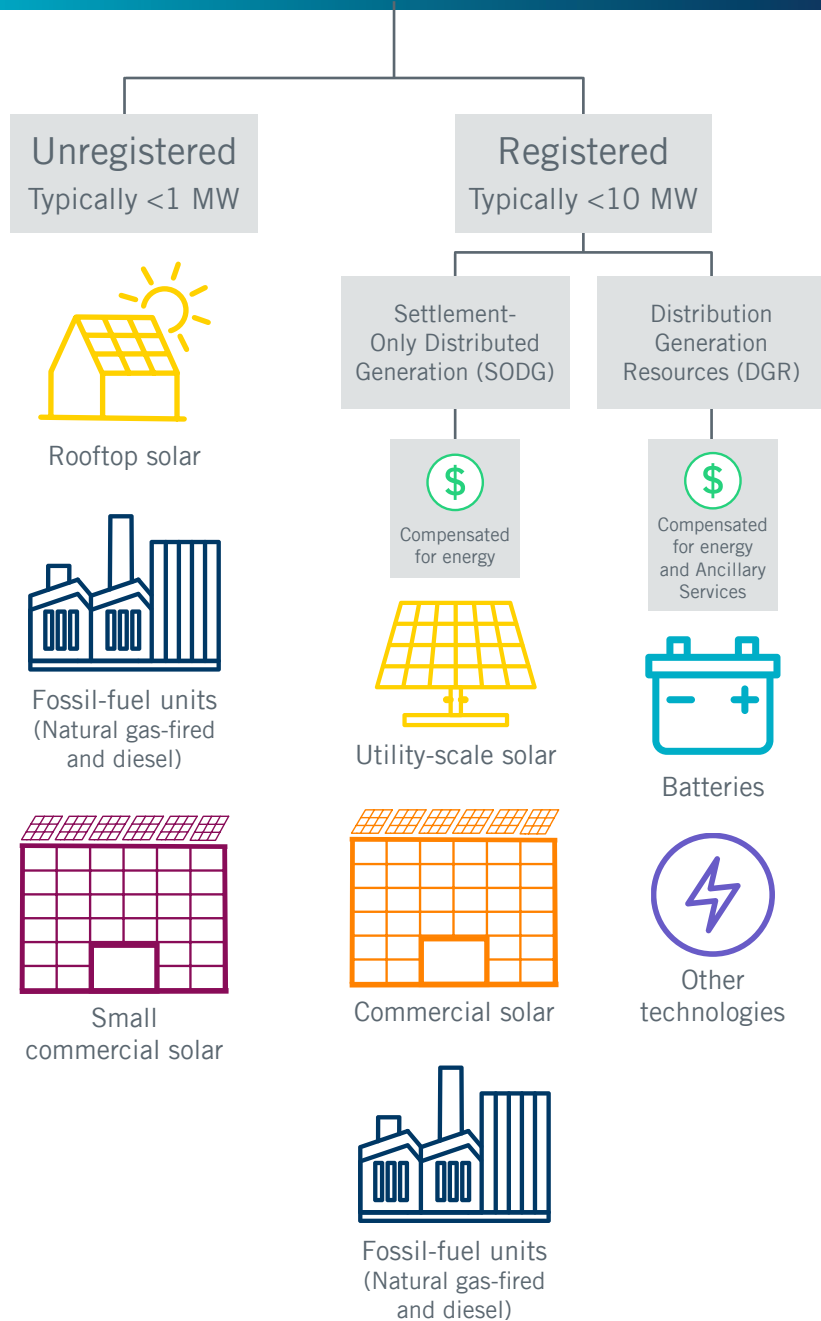 Unregistered
Typically <1 MW
Rooftop solar
Fossil-fuel units
(Natural gas-fired
and diesel)
Small
commercial solar
Registered
Typically <10 MW
Settlement-
Only Distributed
Generation (SODG)
$
Compensated
for energy
Utility-scale solar
Commercial solar
Fossil-fuel units
(Natural gas-fired
and diesel)
Distribution
Generation
Resources (DGR)
$
Compensated
for energy
and Ancillary
Services
Batteries
Other
technologies